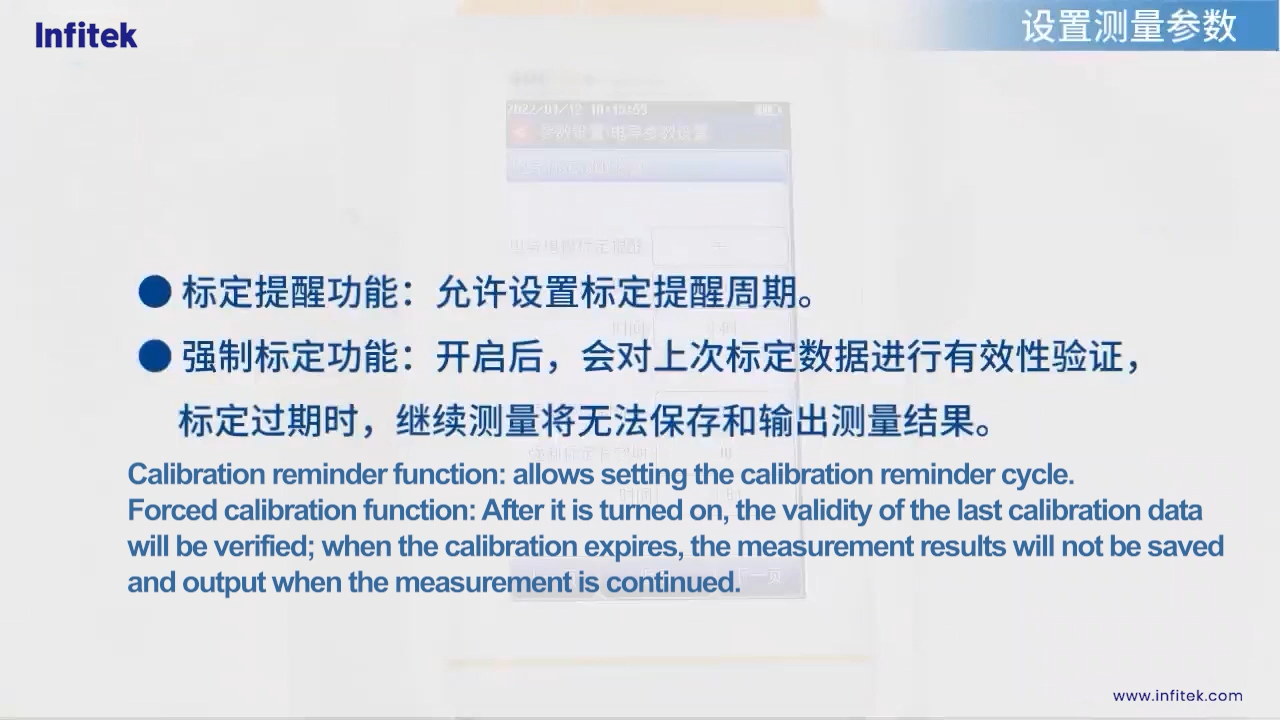 Infitek
设置测量参数
● 标定提醒功能：允许设置标定提醒周期。
● 强制标定功能：开启后，会对上次标定数据进行有效性验证，
标定过期时，继续测量将无法保存和输出测量结果。
Calibration reminder function: allows setting the calibration reminder cycle.
Forced calibration function: After it is turned on, the validity of the last calibration data
will be verified; when the calibration expires, the measurement results will not be saved
and output when the measurement is continued.
www.infitek.com